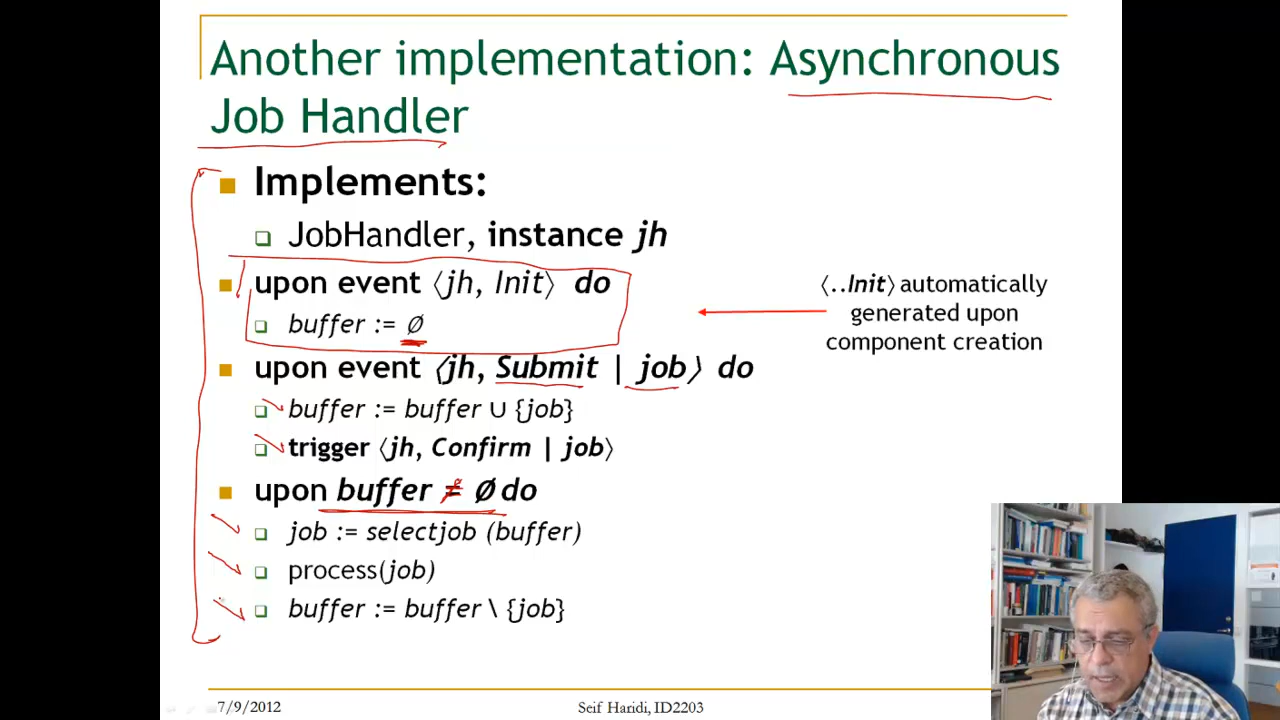 Another implementation: Asynchronous
Job Handler
Implements:
JobHandler, instance jh
upon event ⟨jh, Init⟩ do
buffer := ∅
upon event ⟨jh, Submit | job⟩ do
buffer := buffer ∪ {job}
trigger ⟨jh, Confirm | job⟩
upon buffer ≠ ∅ do
job := selectjob (buffer)
process(job)
buffer := buffer \ {job}
⟨..Init⟩ automatically
generated upon
component creation
7/9/2012
Seif Haridi, ID2203